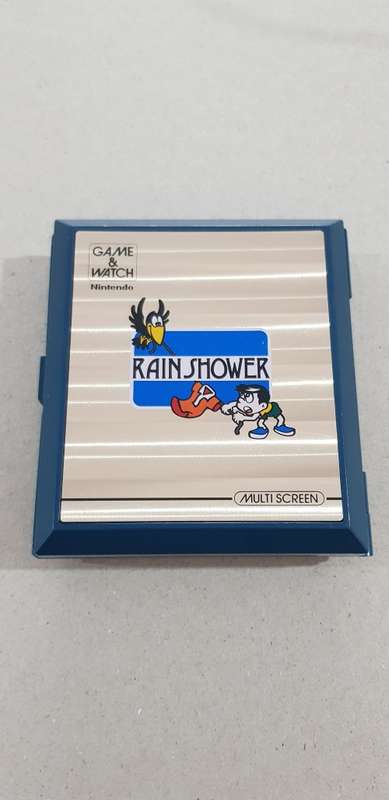 GAME
&
WATCH
Nintendo
RAIN SHOWER
MULTI SCREEN